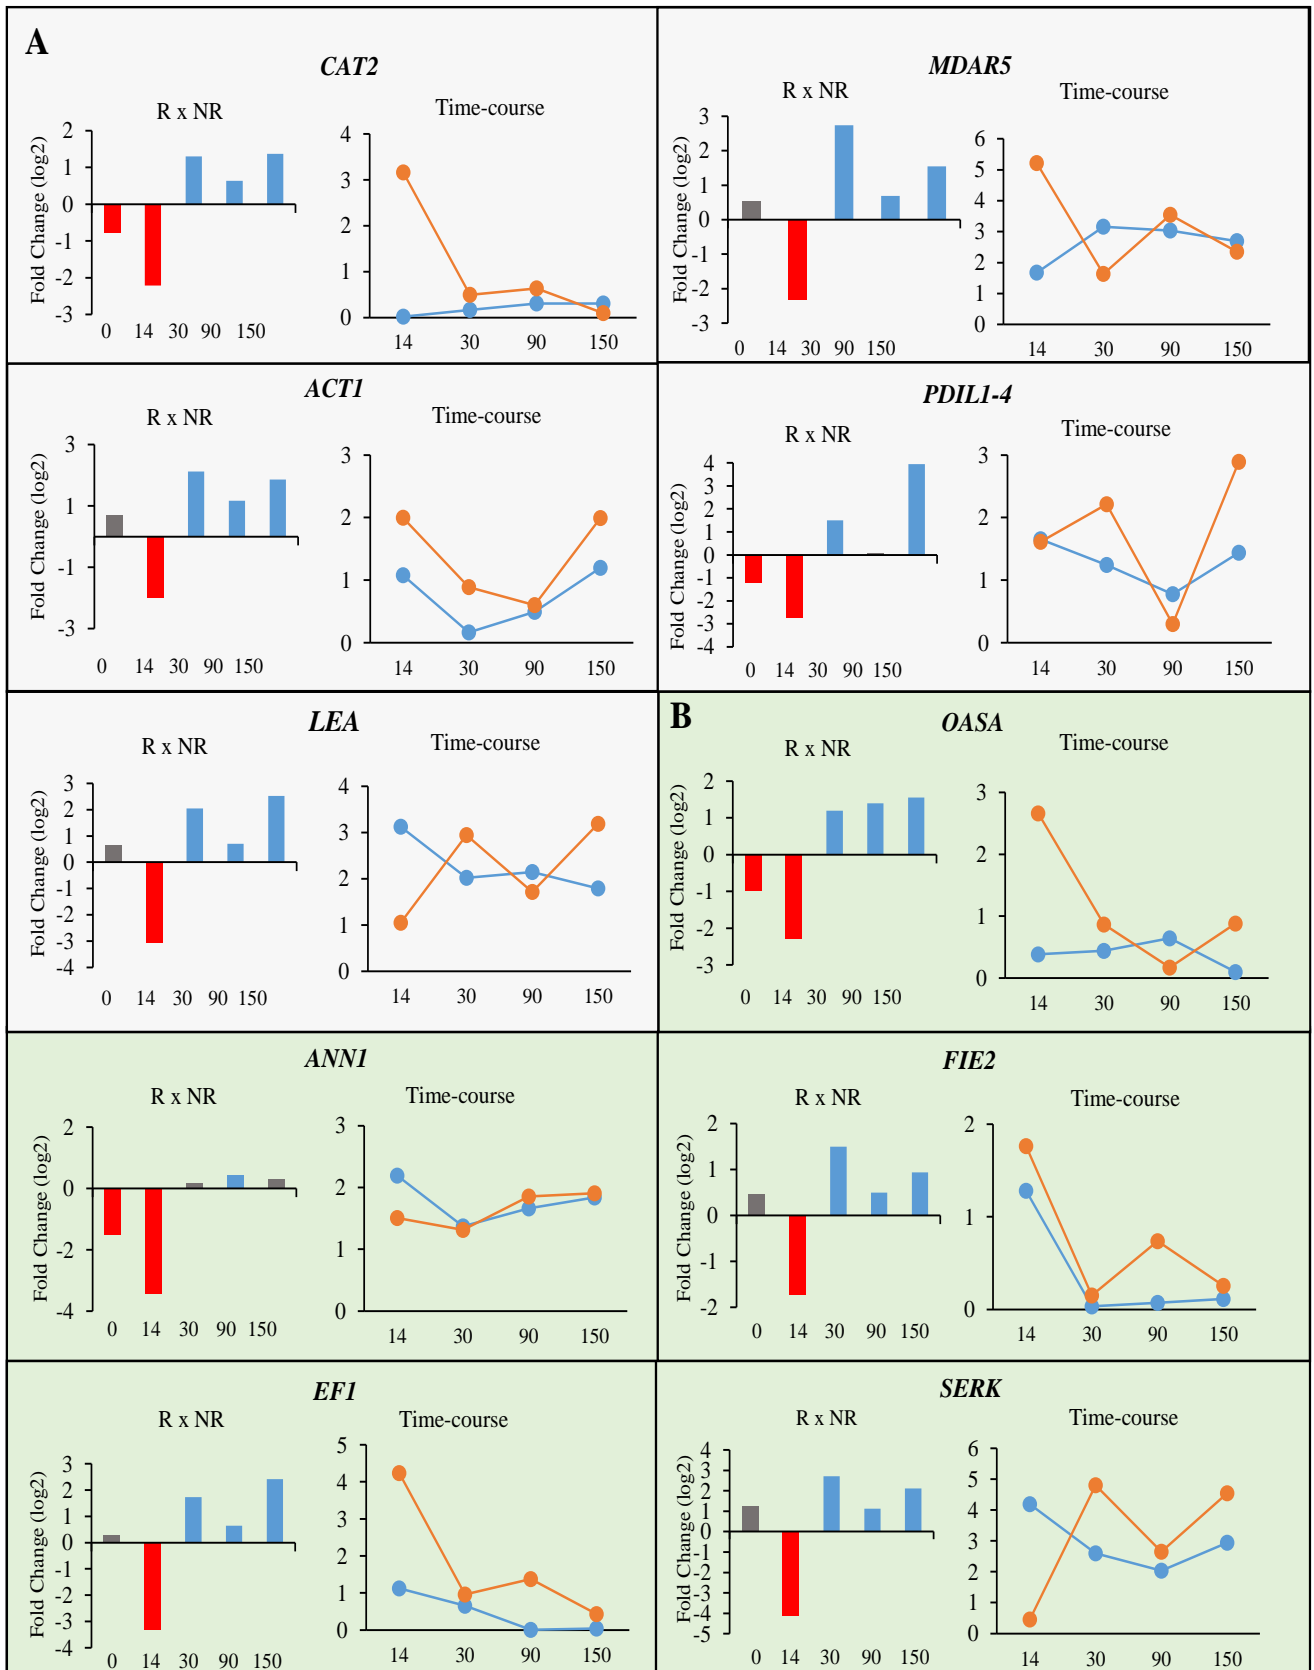 A
CAT2
R x NR
Time-course
Fold Change (log2)
2
1
0
-1
-2
-3
0 14 30 90 150
4
3
2
1
0
14 30 90 150
MDAR5
R x NR
Time-course
Fold Change (log2)
3
2
1
0
-1
-2
-3
0 14 30 90 150
6
5
4
3
2
1
0
14 30 90 150
ACT1
R x NR
Time-course
Fold Change (log2)
3
1
-1
-3
0 14 30 90 150
3
2
1
0
14 30 90 150
PDIL1-4
R x NR
Time-course
Fold Change (log2)
4
3
2
1
0
-1
-2
-3
-4
0 14 30 90 150
3
2
1
0
14 30 90 150
LEA
R x NR
Time-course
Fold Change (log2)
3
2
1
0
-1
-2
-3
-4
0 14 30 90 150
4
3
2
1
0
14 30 90 150
B
OASA
R x NR
Time-course
Fold Change (log2)
2
1
0
-1
-2
-3
0 14 30 90 150
3
2
1
0
14 30 90 150
ANN1
R x NR
Time-course
Fold Change (log2)
2
0
-2
-4
0 14 30 90 150
3
2
1
0
14 30 90 150
FIE2
R x NR
Time-course
Fold Change (log2)
2
1
0
-1
-2
0 14 30 90 150
2
1
0
14 30 90 150
EF1
R x NR
Time-course
Fold Change (log2)
3
2
1
0
-1
-2
-3
-4
0 14 30 90 150
5
4
3
2
1
0
14 30 90 150
SERK
R x NR
Time-course
Fold Change (log2)
4
3
2
1
0
-1
-2
-3
-4
-5
0 14 30 90 150
6
5
4
3
2
1
0
14 30 90 150